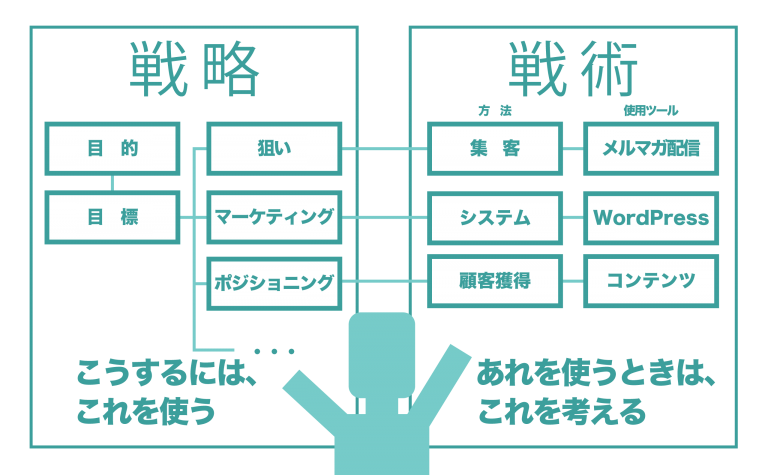 戦略
目的
目標
狙い
マーケティング
ポジショニング
・・・
こうするには、
これを使う
戦術
方法
使用ツール
集客
メルマガ配信
システム
WordPress
顧客獲得
コンテンツ
あれを使うときは、
これを考える